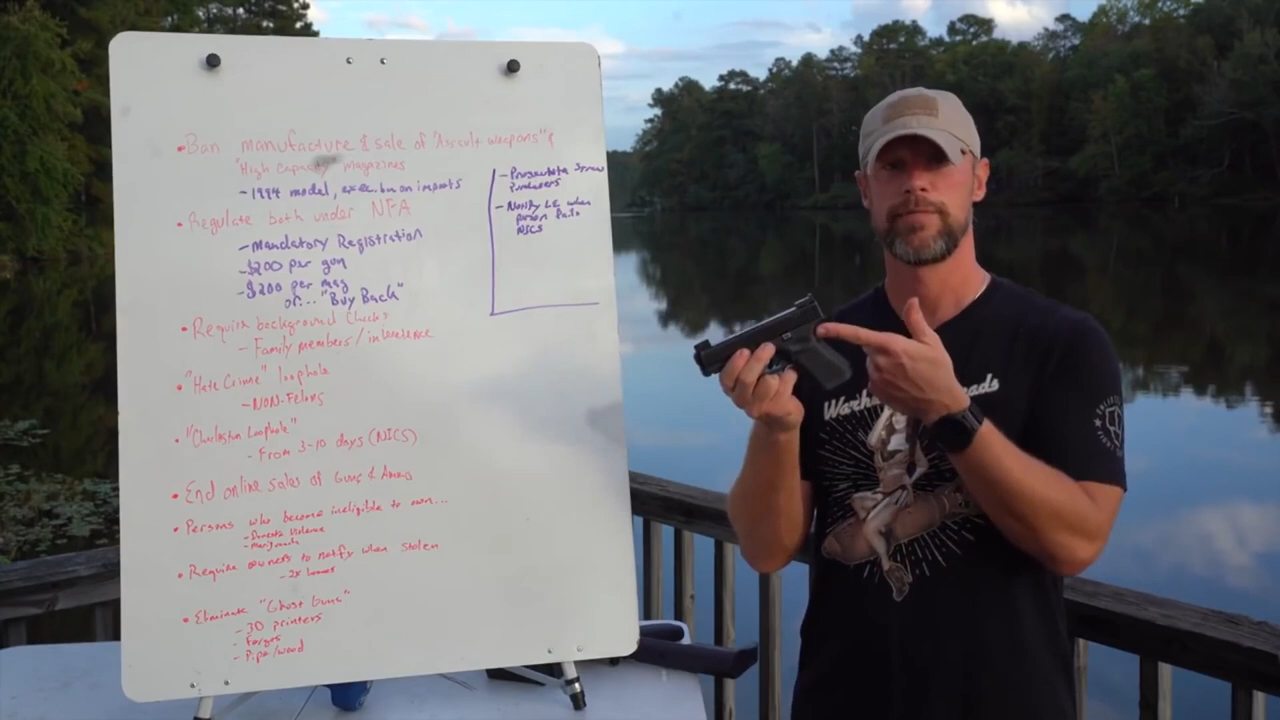 • Ban manufacture & sale of "Assault weapons" &
"High Capacity magazines
- 1994 model, exec. ban on imports
• Regulate both under NFA
- Mandatory Registration
- $200 per gun
- $200 per mag
or... "Buy Back"
• Require background Checks
- Family members / inheritence
• "Hate Crime" loophole
- NON-Felons
• "Charleston Loophole"
- From 3-10 days (NICS)
• End online sales of Guns & Ammo
• Persons who become ineligible to own...
- Domestic Violence
- Marijuana
• Require owners to notify when stolen
- 2x losses
• Eliminate "Ghost Guns"
- 3D printers
- Forges
- Pipe/wood
- Prosecute Straw
Purchasers
- Notify LE when
person fails
NICS